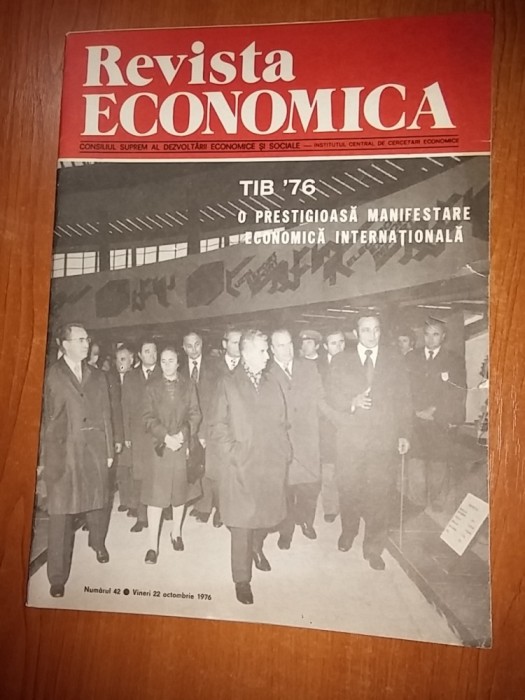 Revista
ECONOMICA
CONSILIUL SUPREM AL DEZVOLTĂRII ECONOMICE ȘI SOCIALE — INSTITUTUL CENTRAL DE CERCETĂRI ECONOMICE
TIB '76
O PRESTIGIOASĂ MANIFESTARE
ECONOMICĂ INTERNAȚIONALĂ
Numărul 42 ● Vineri 22 octombrie 1976